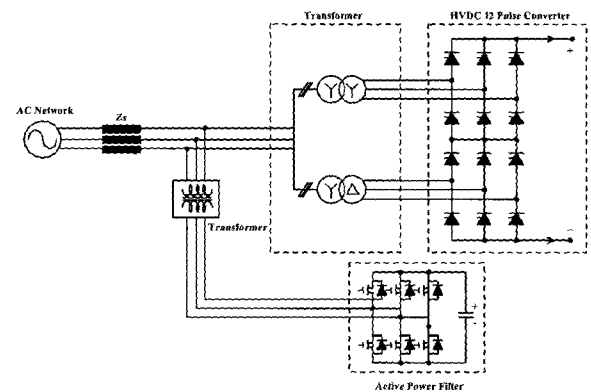 Transformer
HVDC 12 Pulse Converter
AC Network
Zs
Transformer
Active Power Filter
+
-
+
-